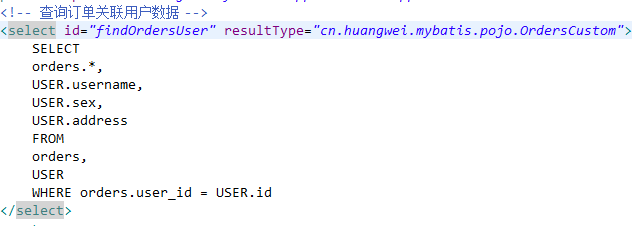 <!-- 查询订单关联用户数据 -->
<select id="findOrdersUser" resultType="cn.huangwei.mybatis.pojo.OrdersCustom">
SELECT
orders.*,
USER.username,
USER.sex,
USER.address
FROM
orders,
USER
WHERE orders.user_id = USER.id
</select>